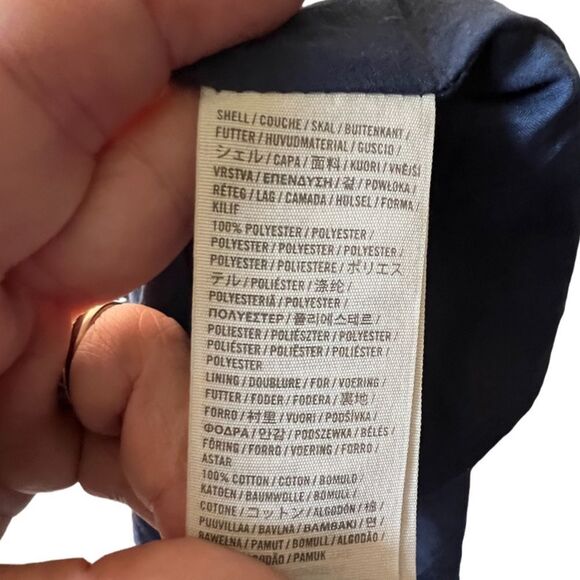 SHELL / COUCHE / SKAL / BUITENKANT /
FUTTER / HUVUDMATERIAL / GUSCIO /
シェル / CAPA / 面料 / KUORI / VNĚJŠÍ
VRSTVA / ΕΠΕΝΔΥΣΗ / 겉 / POWŁOKA /
RÉTEG / LAG / CAMADA / HULSEL / FORMA /
KILIF
100% POLYESTER / POLYESTER /
POLYESTER / POLYESTER / POLYESTER /
POLYESTER / POLIESTERE / ポリエス
テル / POLIÉSTER / 涤纶 /
POLYESTERIÄ / POLYESTER /
ΠΟΛΥΕΣΤΕΡ / 폴리에스테르 /
POLIESTER / POLIÉSZTER / POLYESTER /
POLIÉSTER / POLIÉSTER / POLIÉSTER /
POLYESTER
LINING / DOUBLURE / FOR / VOERING /
FUTTER / FODER / FODERA / 裏地 /
FORRO / 衬里 / VUORI / PODŠÍVKA /
ΦΟΔΡΑ / 안감 / PODSZEWKA / BÉLÉS /
FÔRING / FORRO / VOERING / FORRO /
ASTAR
100% COTTON / COTON / BOMULD /
KATOEN / BAUMWOLLE / BOMULL /
COTONE / コットン / ALGODÓN / 棉 /
PUUVILLAA / BAVLNA / ΒΑΜΒΑΚΙ / 면 /
BAWEŁNA / PAMUT / BOMULL / ALGODÃO /
/ ALGODÃO / PAMUK